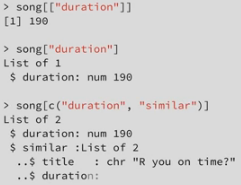 > song[["duration"]]
[1] 190
> song["duration"]
List of 1
 $ duration: num 190
> song[c("duration", "similar")]
List of 2
 $ duration: num 190
 $ similar :List of 2
  ..$ title   : chr "R you on time?"
  ..$ duration: